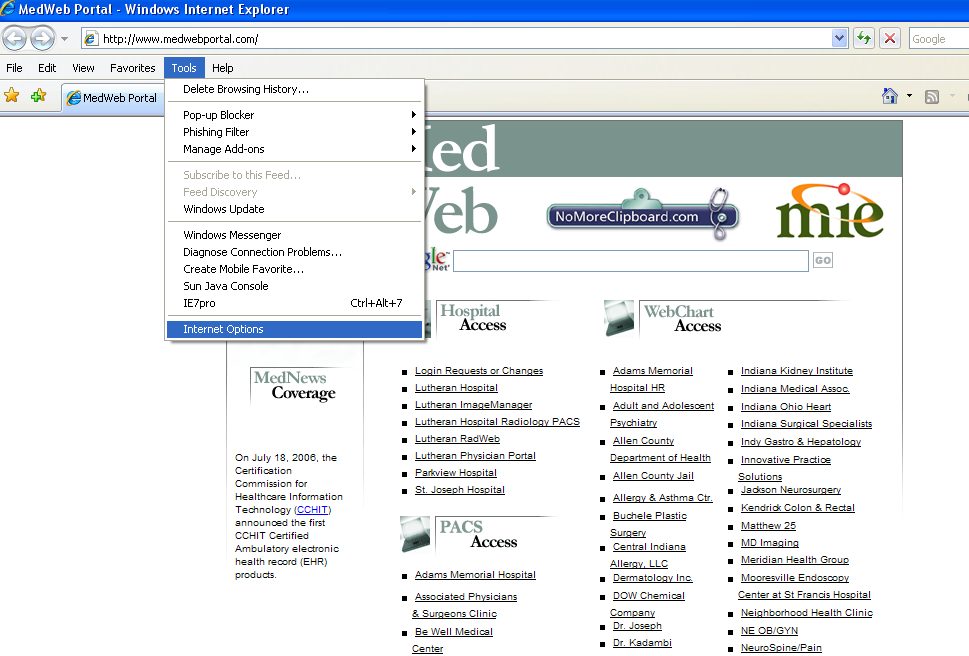 MedWeb Portal - Windows Internet Explorer
http://www.medwebportal.com/
Google
File Edit View Favorites Tools Help
MedWeb Portal
Delete Browsing History...
Pop-up Blocker
Phishing Filter
Manage Add-ons
Subscribe to this Feed...
Feed Discovery
Windows Update
Windows Messenger
Diagnose Connection Problems...
Create Mobile Favorite...
Sun Java Console
IE7pro Ctrl+Alt+7
Internet Options
ed
eb
NoMoreClipboard.com
mie
GO
MedNews
Coverage
On July 18, 2006, the
Certification
Commission for
Healthcare Information
Technology (CCHIT)
announced the first
CCHIT Certified
Ambulatory electronic
health record (EHR)
products.
Hospital
Access
Login Requests or Changes
Lutheran Hospital
Lutheran ImageManager
Lutheran Hospital Radiology PACS
Lutheran RadWeb
Lutheran Physician Portal
Parkview Hospital
St. Joseph Hospital
PACS
Access
Adams Memorial Hospital
Associated Physicians
& Surgeons Clinic
Be Well Medical
Center
WebChart
Access
Adams Memorial
Hospital HR
Adult and Adolescent
Psychiatry
Allen County
Department of Health
Allen County Jail
Allergy & Asthma Ctr.
Buchele Plastic
Surgery
Central Indiana
Allergy, LLC
Dermatology Inc.
DOW Chemical
Company
Dr. Joseph
Dr. Kadambi
Indiana Kidney Institute
Indiana Medical Assoc.
Indiana Ohio Heart
Indiana Surgical Specialists
Indy Gastro & Hepatology
Innovative Practice
Solutions
Jackson Neurosurgery
Kendrick Colon & Rectal
Matthew 25
MD Imaging
Meridian Health Group
Mooresville Endoscopy
Center at St Francis Hospital
Neighborhood Health Clinic
NE OB/GYN
NeuroSpine/Pain